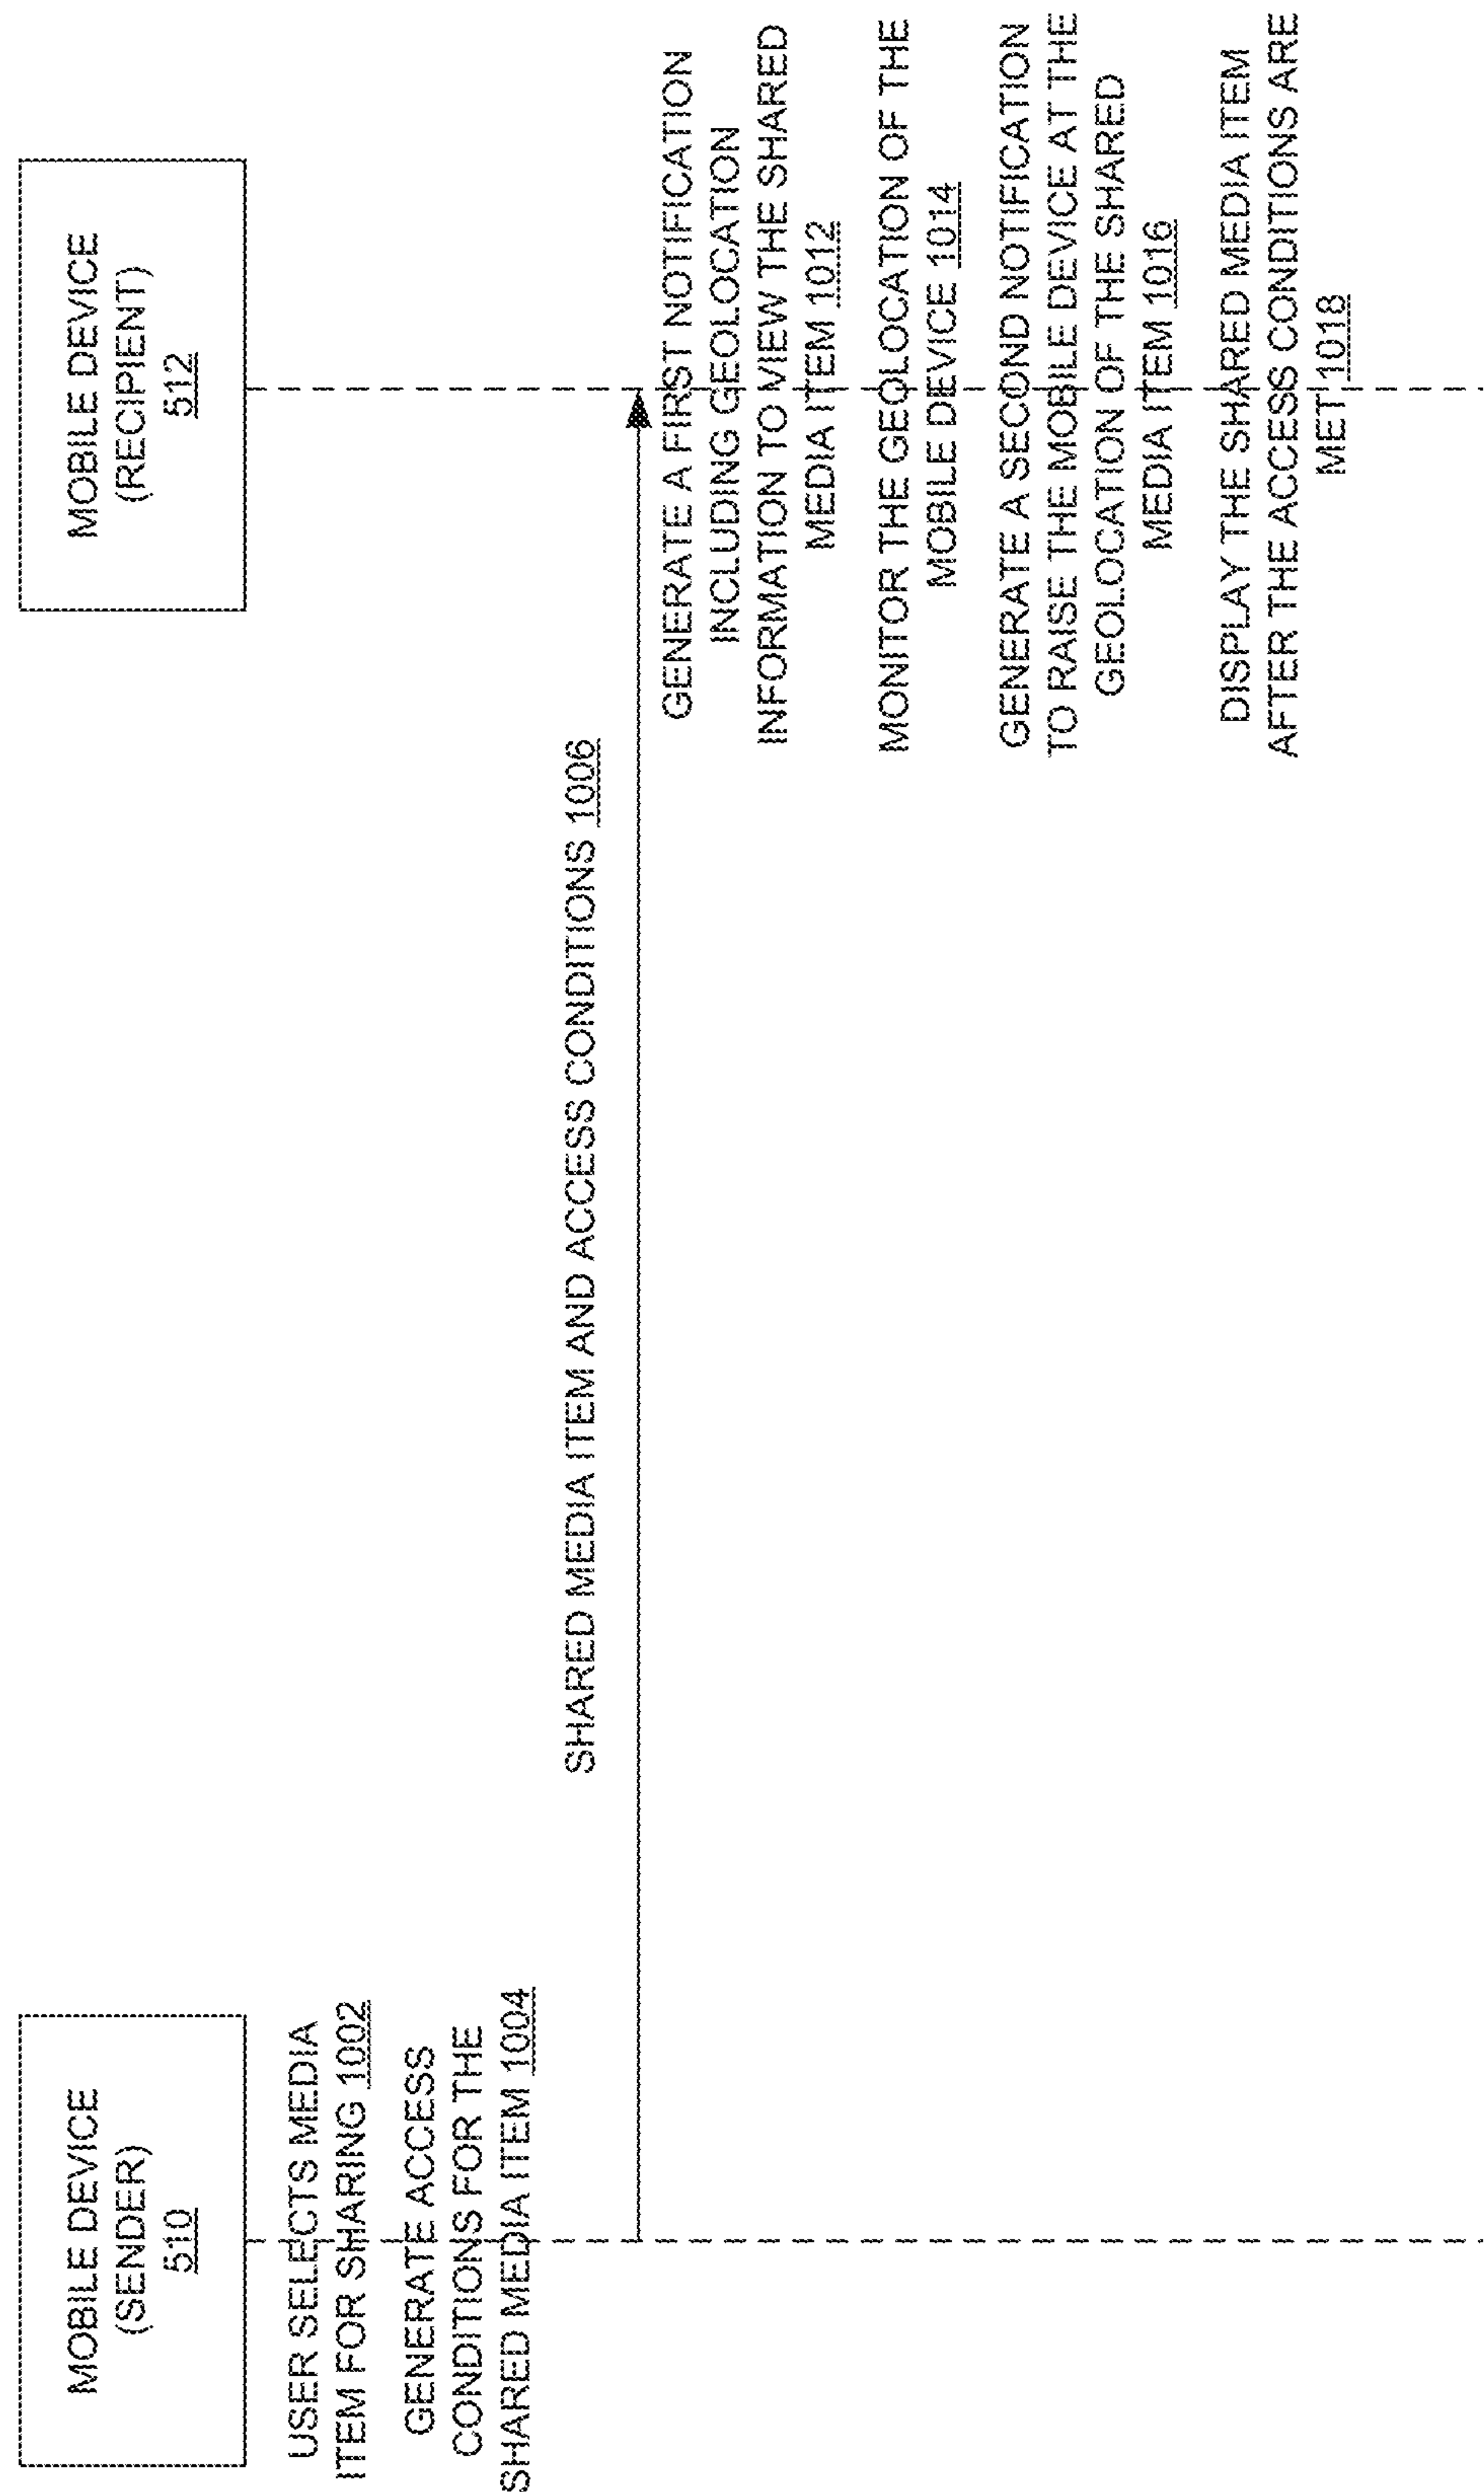 MOBILE DEVICE
(SENDER)
510
MOBILE DEVICE
(RECIPIENT)
512
USER SELECTS MEDIA
ITEM FOR SHARING 1002
GENERATE ACCESS
CONDITIONS FOR THE
SHARED MEDIA ITEM 1004
SHARED MEDIA ITEM AND ACCESS CONDITIONS 1006
GENERATE A FIRST NOTIFICATION
INCLUDING GEOLOCATION
INFORMATION TO VIEW THE SHARED
MEDIA ITEM 1012
MONITOR THE GEOLOCATION OF THE
MOBILE DEVICE 1014
GENERATE A SECOND NOTIFICATION
TO RAISE THE MOBILE DEVICE AT THE
GEOLOCATION OF THE SHARED
MEDIA ITEM 1016
DISPLAY THE SHARED MEDIA ITEM
AFTER THE ACCESS CONDITIONS ARE
MET 1018